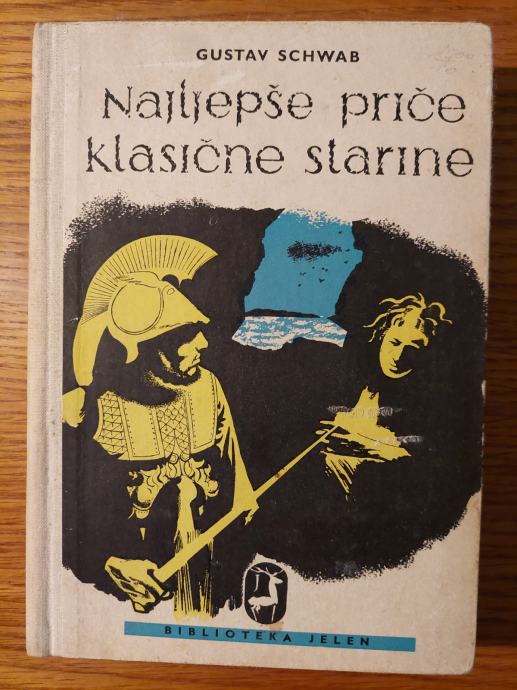 GUSTAV SCHWAB
Najljepše priče
klasične starine
BIBLIOTEKA JELEN